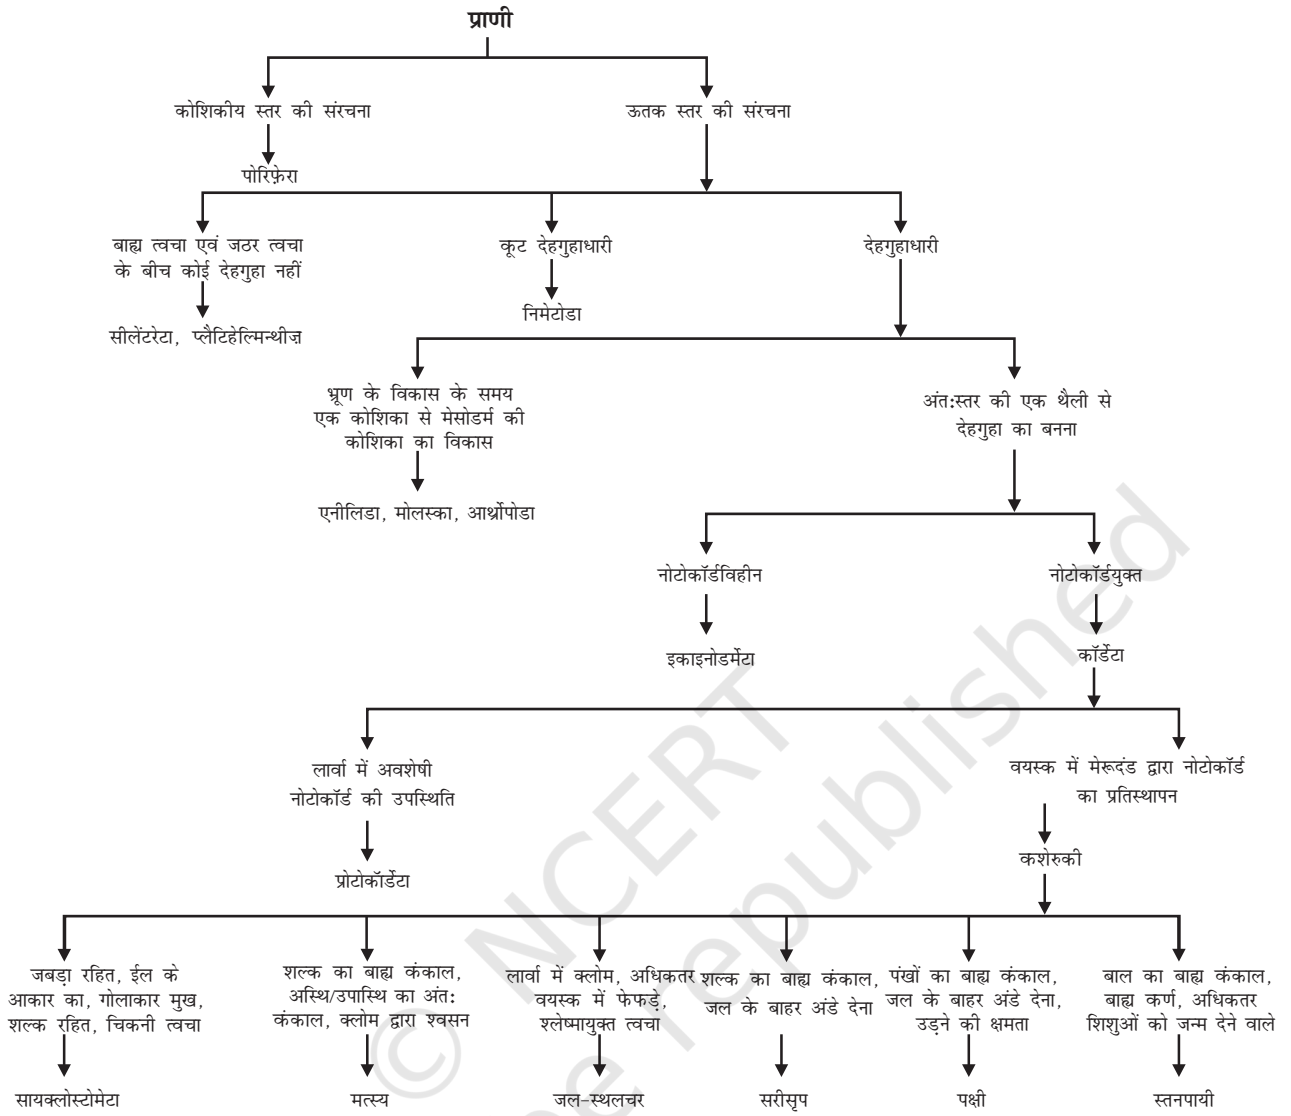 प्राणी
कोशिकीय स्तर की संरचना
ऊतक स्तर की संरचना
पोरिफ़ेरा
बाह्य त्वचा एवं जठर त्वचा
के बीच कोई देहगुहा नहीं
कूट देहगुहाधारी
देहगुहाधारी
निमेटोडा
सीलेंटरेटा, प्लैटिहेल्मिन्थीज़
भ्रूण के विकास के समय
एक कोशिका से मेसोडर्म की
कोशिका का विकास
अंत:स्तर की एक थैली से
देहगुहा का बनना
एनीलिडा, मोलस्का, आर्थ्रोपोडा
नोटोकॉर्डविहीन
नोटोकॉर्डयुक्त
इकाइनोडर्मेटा
कॉर्डेटा
लार्वा में अवशेषी
नोटोकॉर्ड की उपस्थिति
वयस्क में मेरूदंड द्वारा नोटोकॉर्ड
का प्रतिस्थापन
प्रोटोकॉर्डेटा
कशेरुकी
जबड़ा रहित, ईल के
आकार का, गोलाकार मुख,
शल्क रहित, चिकनी त्वचा
शल्क का बाह्य कंकाल,
अस्थि/उपास्थि का अंत:
कंकाल, क्लोम द्वारा श्वसन
लार्वा में क्लोम, अधिकतर
वयस्क में फेफड़े,
श्लेष्मायुक्त त्वचा
शल्क का बाह्य कंकाल,
जल के बाहर अंडे देना
पंखों का बाह्य कंकाल,
जल के बाहर अंडे देना,
उड़ने की क्षमता
बाल का बाह्य कंकाल,
बाह्य कर्ण, अधिकतर
शिशुओं को जन्म देने वाले
सायक्लोस्टोमेटा
मत्स्य
जल-स्थलचर
सरीसृप
पक्षी
स्तनपायी
© NCERT
be republished